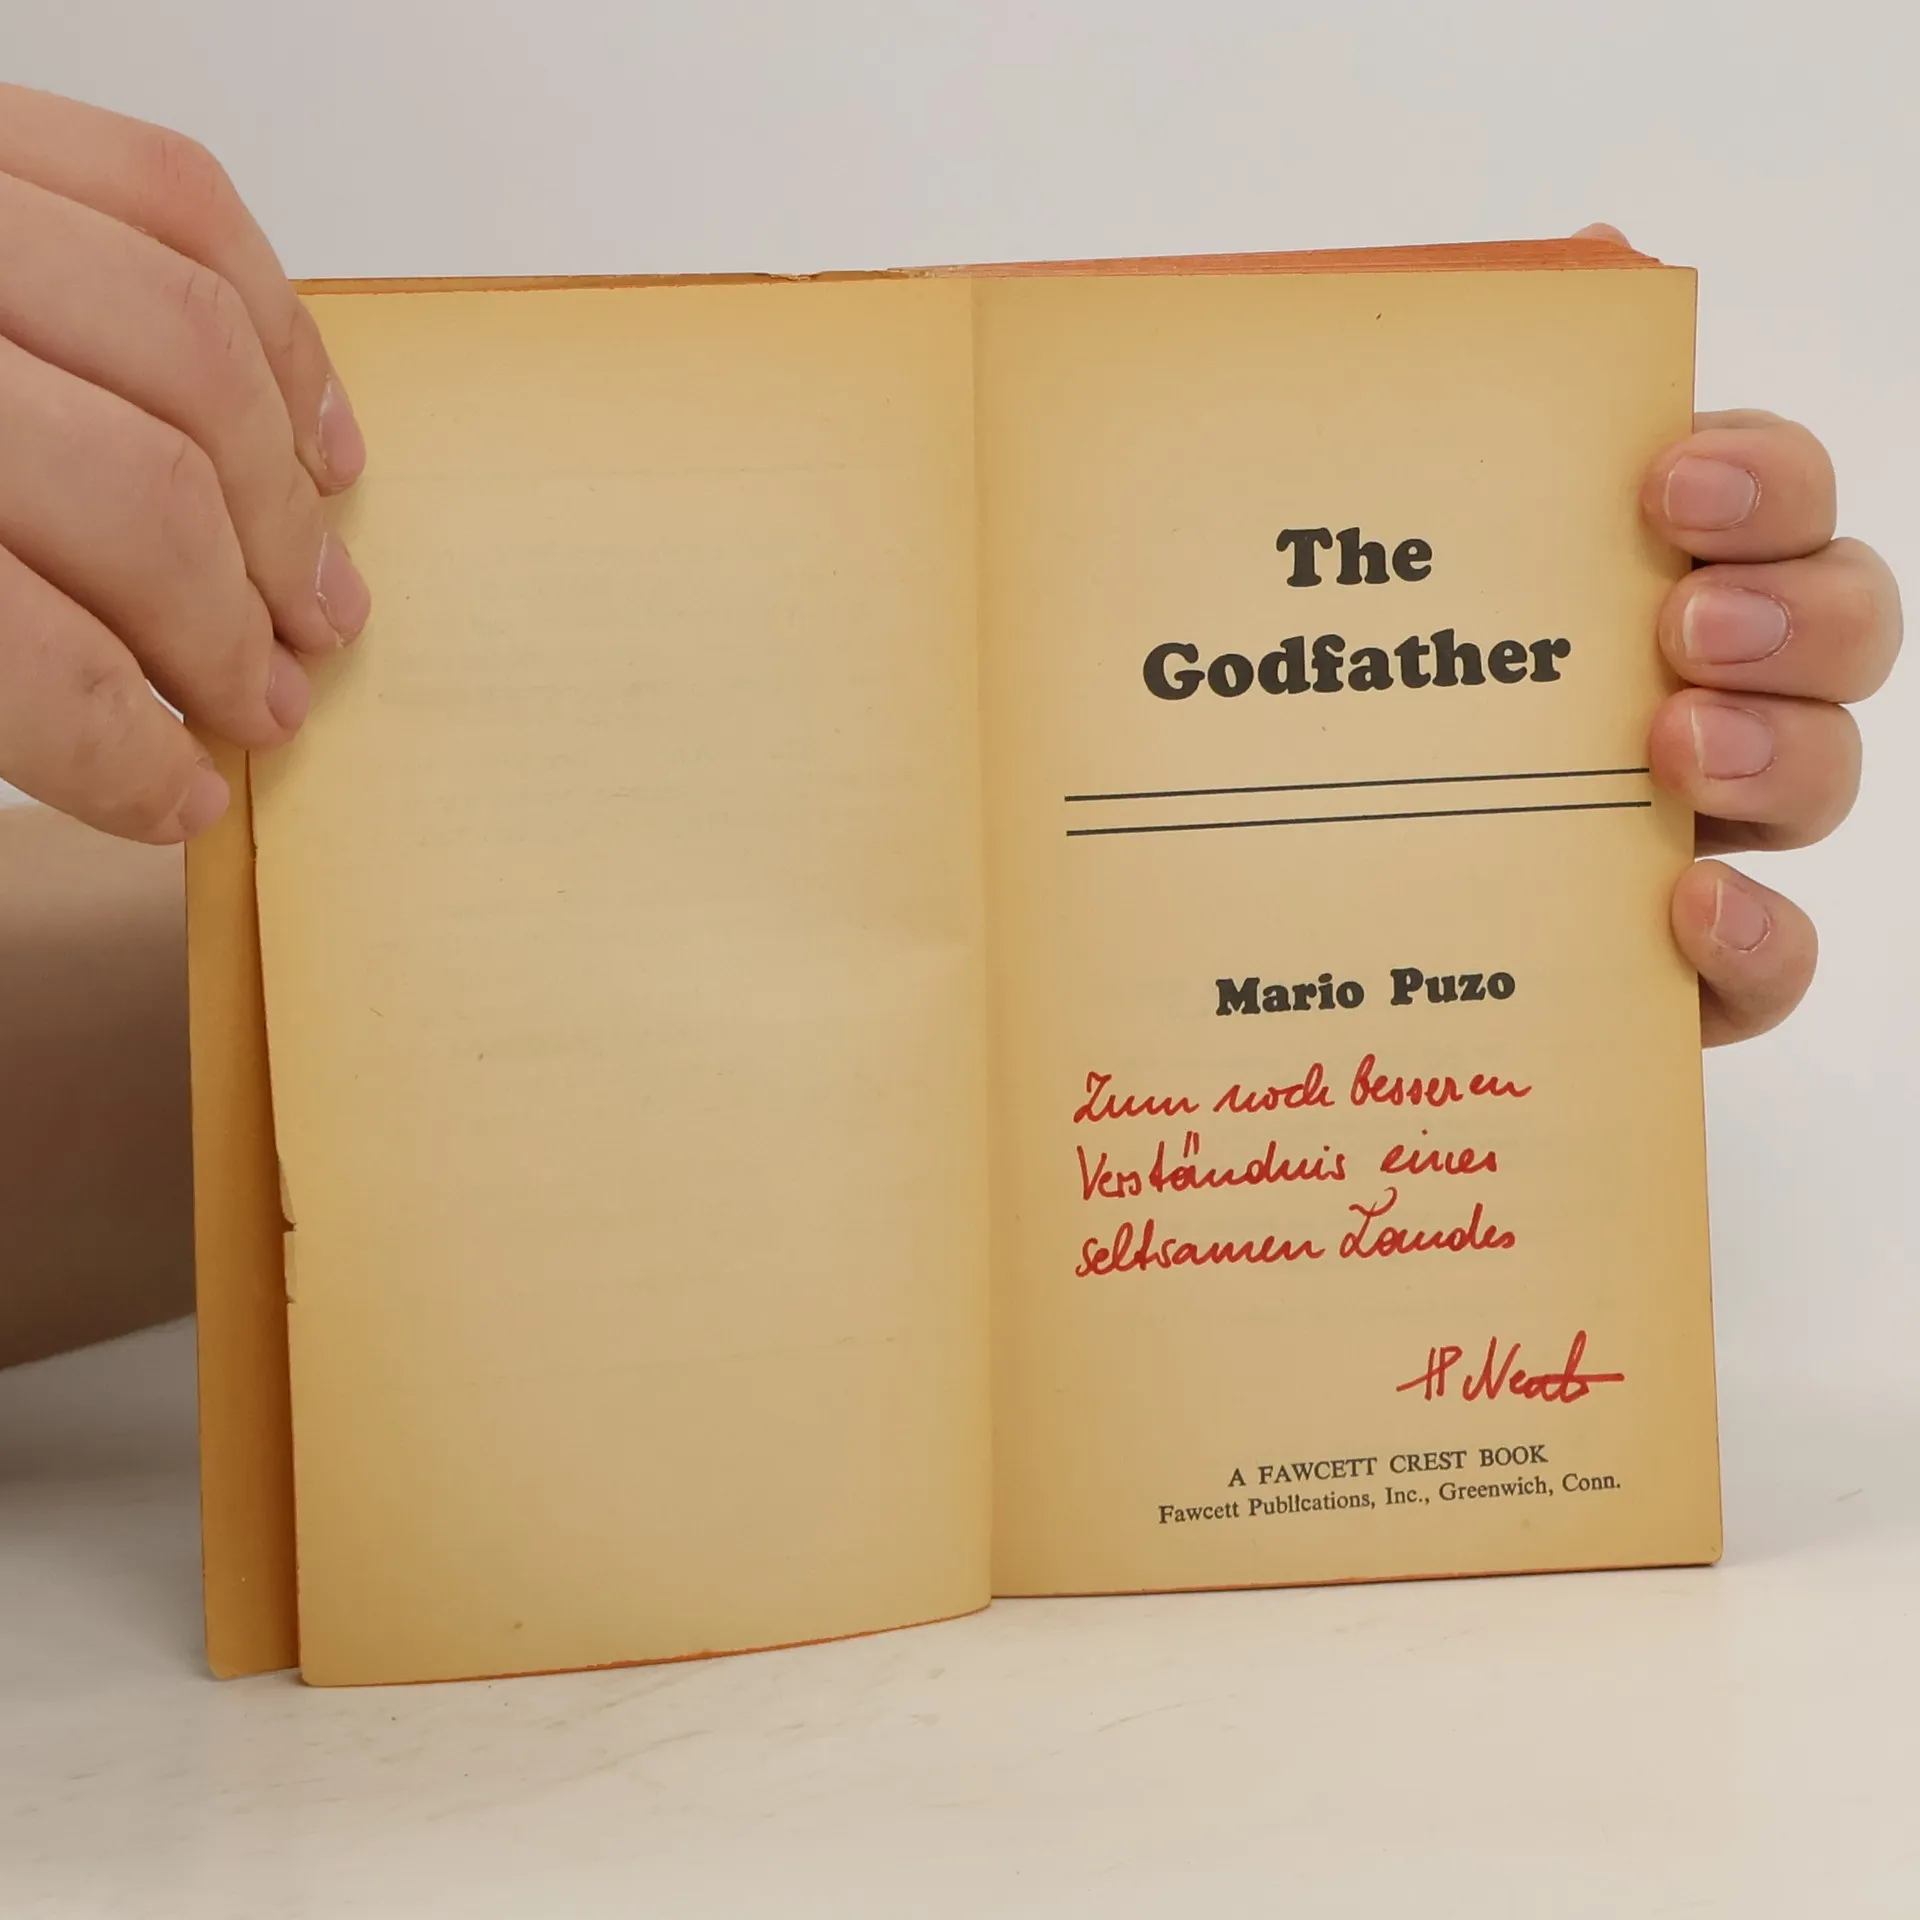 The
Godfather
Mario Puzo
Zum noch besseren
Verständnis eines
seltsamen Landes
HP
A FAWCETT CREST BOOK
Fawcett Publications, Inc., Greenwich, Conn.